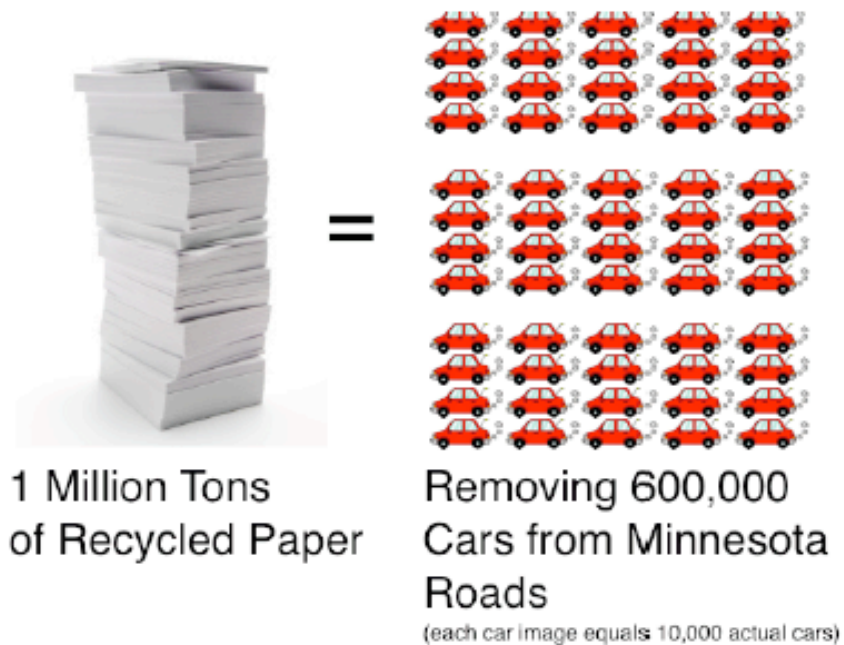 =
1 Million Tons
of Recycled Paper
Removing 600,000
Cars from Minnesota
Roads
(each car image equals 10,000 actual cars)